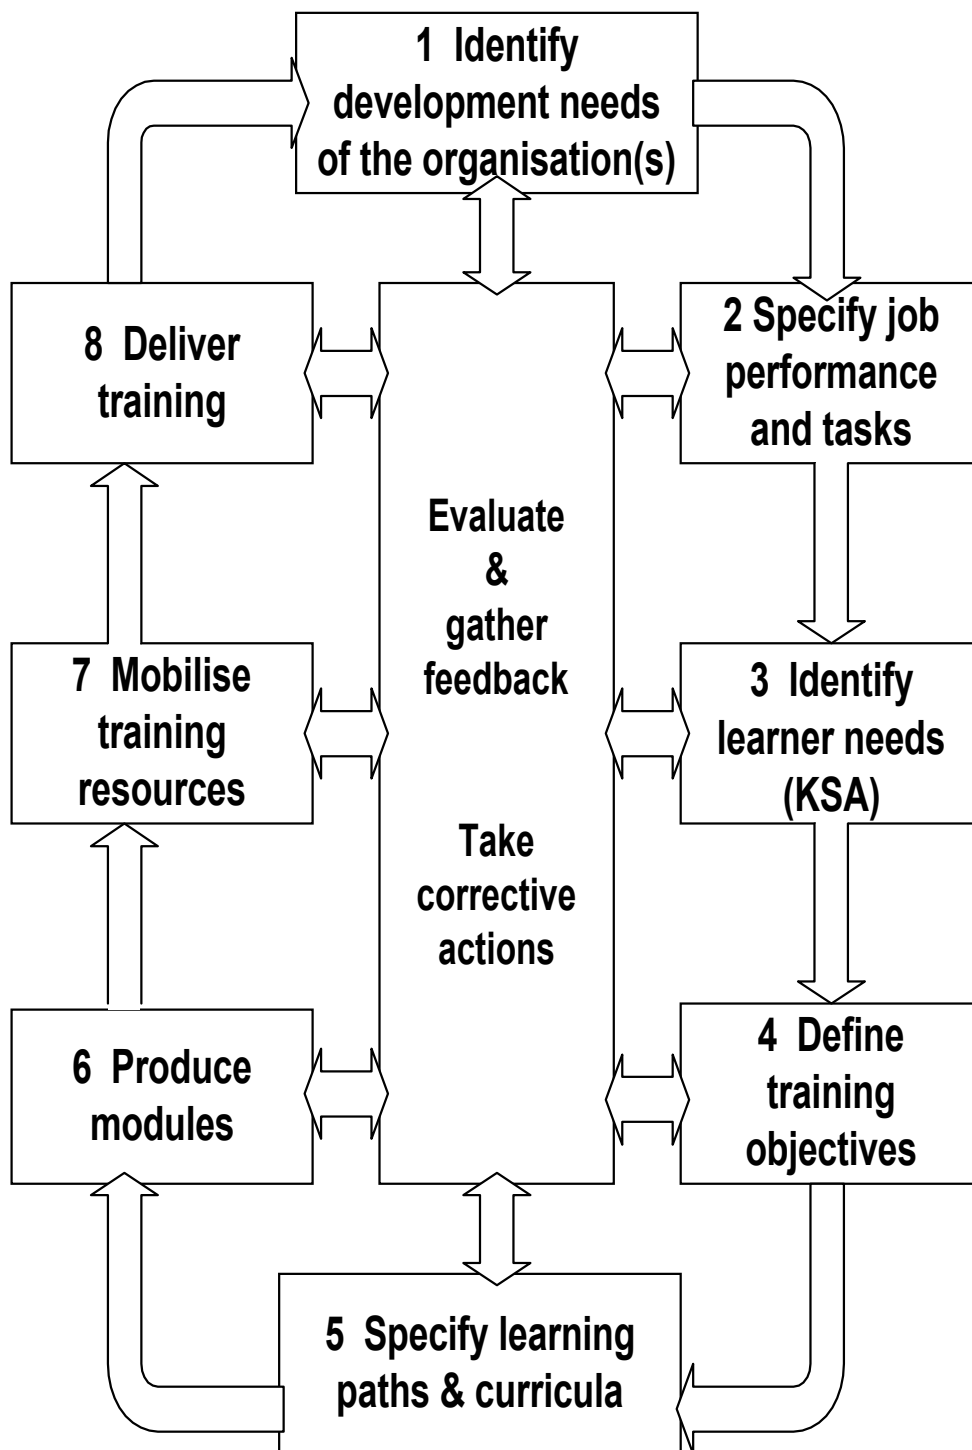 1 Identify
development needs
of the organisation(s)
2 Specify job
performance
and tasks
3 Identify
learner needs
(KSA)
4 Define
training
objectives
5 Specify learning
paths & curricula
6 Produce
modules
7 Mobilise
training
resources
8 Deliver
training
Evaluate
&
gather
feedback
Take
corrective
actions